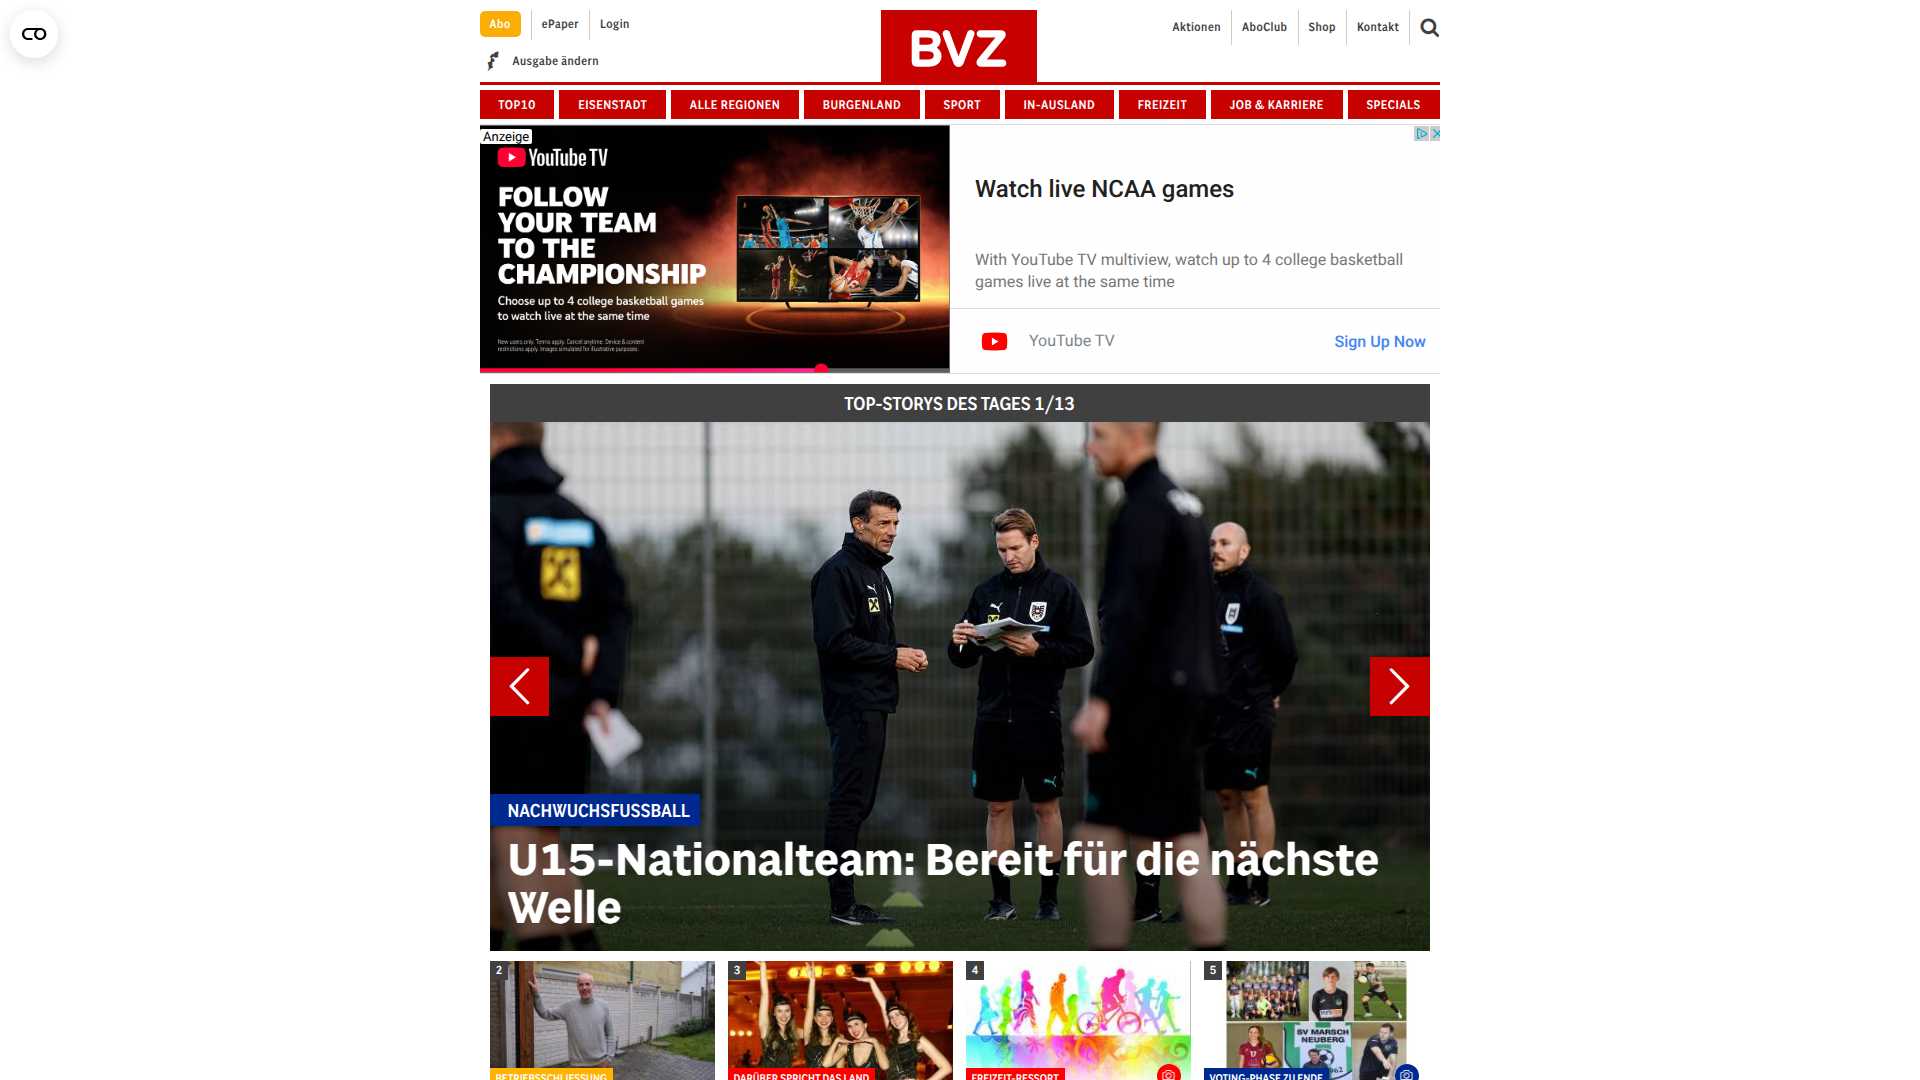 Abo
ePaper
Login
Ausgabe ändern
BVZ
Aktionen
AboClub
Shop
Kontakt
TOP10
EISENSTADT
ALLE REGIONEN
BURGENLAND
SPORT
IN-AUSLAND
FREIZEIT
JOB & KARRIERE
SPECIALS
Anzeige
YouTube TV
FOLLOW
YOUR TEAM
TO THE
CHAMPIONSHIP
Choose up to 4 college basketball games
to watch live at the same time
New users only. Terms apply. Cancel anytime. Device & content
restrictions apply. Images simulated for illustrative purposes.
Watch live NCAA games
With YouTube TV multiview, watch up to 4 college basketball
games live at the same time
YouTube TV
Sign Up Now
TOP-STORYS DES TAGES 1/13
NACHWUCHSFUSSBALL
U15-Nationalteam: Bereit für die nächste
Welle
2
BETRIEBSSCHLIESSUNG
3
DARÜBER SPRICHT DAS LAND
4
FREIZEIT-RESSORT
5
SV MARSCH
NEUBERG
VOTING-PHASE ZU ENDE